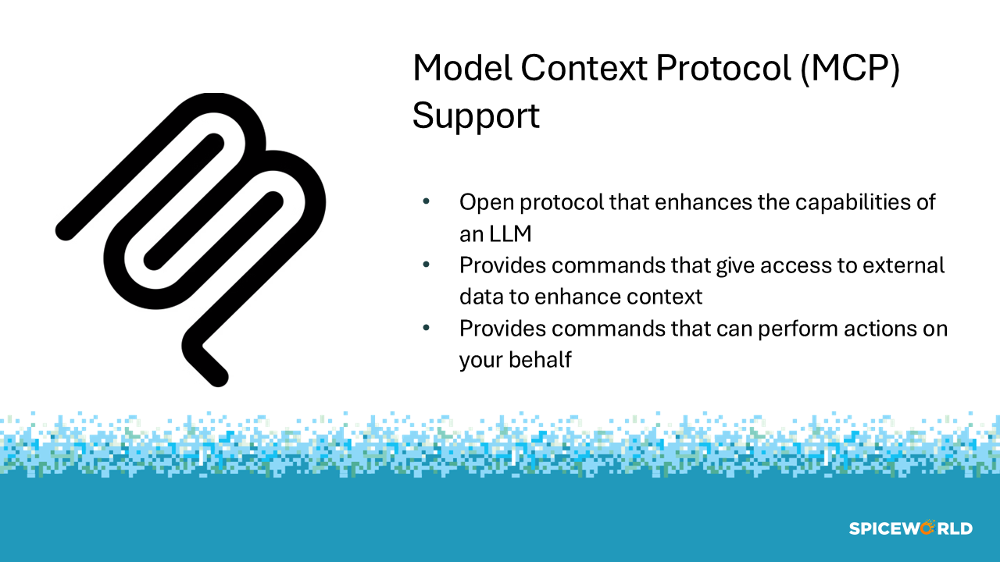 Model Context Protocol (MCP)
Support
• Open protocol that enhances the capabilities of
an LLM
• Provides commands that give access to external
data to enhance context
• Provides commands that can perform actions on
your behalf
SPICEWORLD